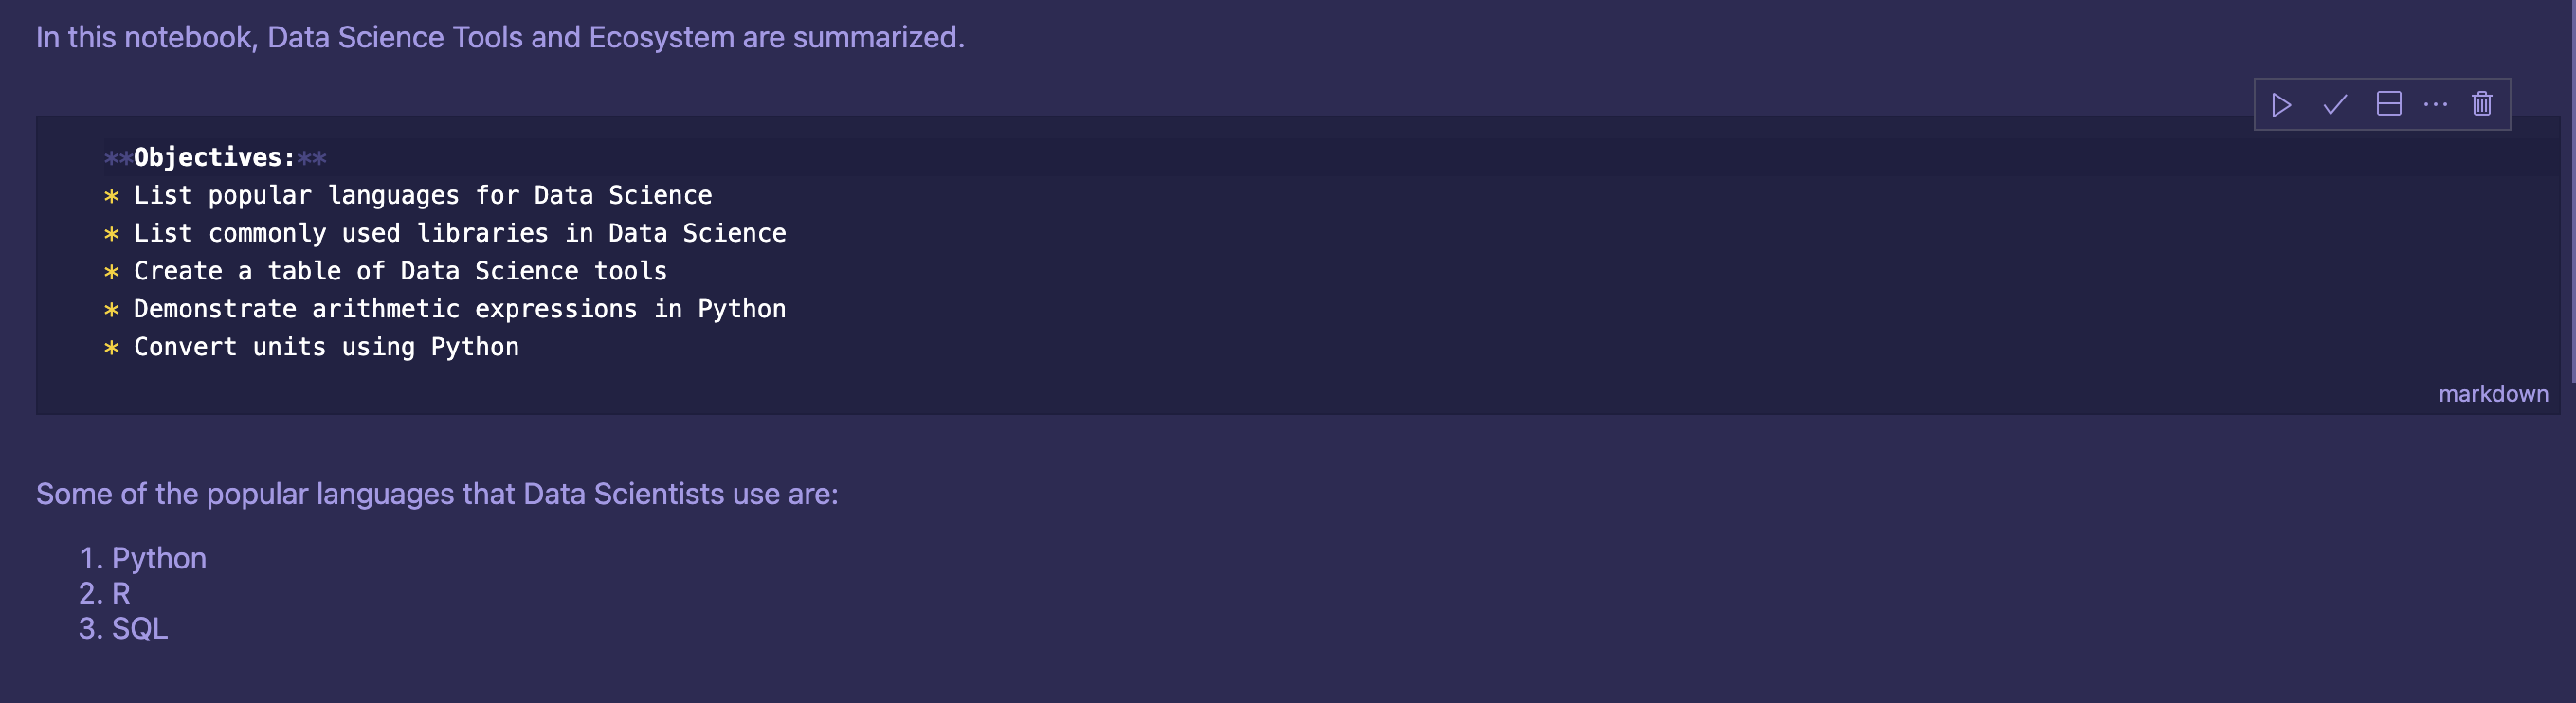 In this notebook, Data Science Tools and Ecosystem are summarized.
**Objectives:**
* List popular languages for Data Science
* List commonly used libraries in Data Science
* Create a table of Data Science tools
* Demonstrate arithmetic expressions in Python
* Convert units using Python
markdown
Some of the popular languages that Data Scientists use are:
1. Python
2. R
3. SQL